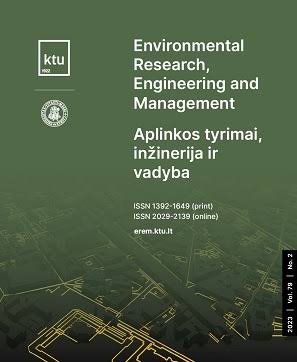 ktu
1922
Environmental
Research,
Engineering and
Management
Aplinkos tyrimai,
inžinerija ir
vadyba
ISSN 1392-1649 (print)
ISSN 2029-2139 (online)
erem.ktu.lt
2023 | Vol. 79 | No. 2